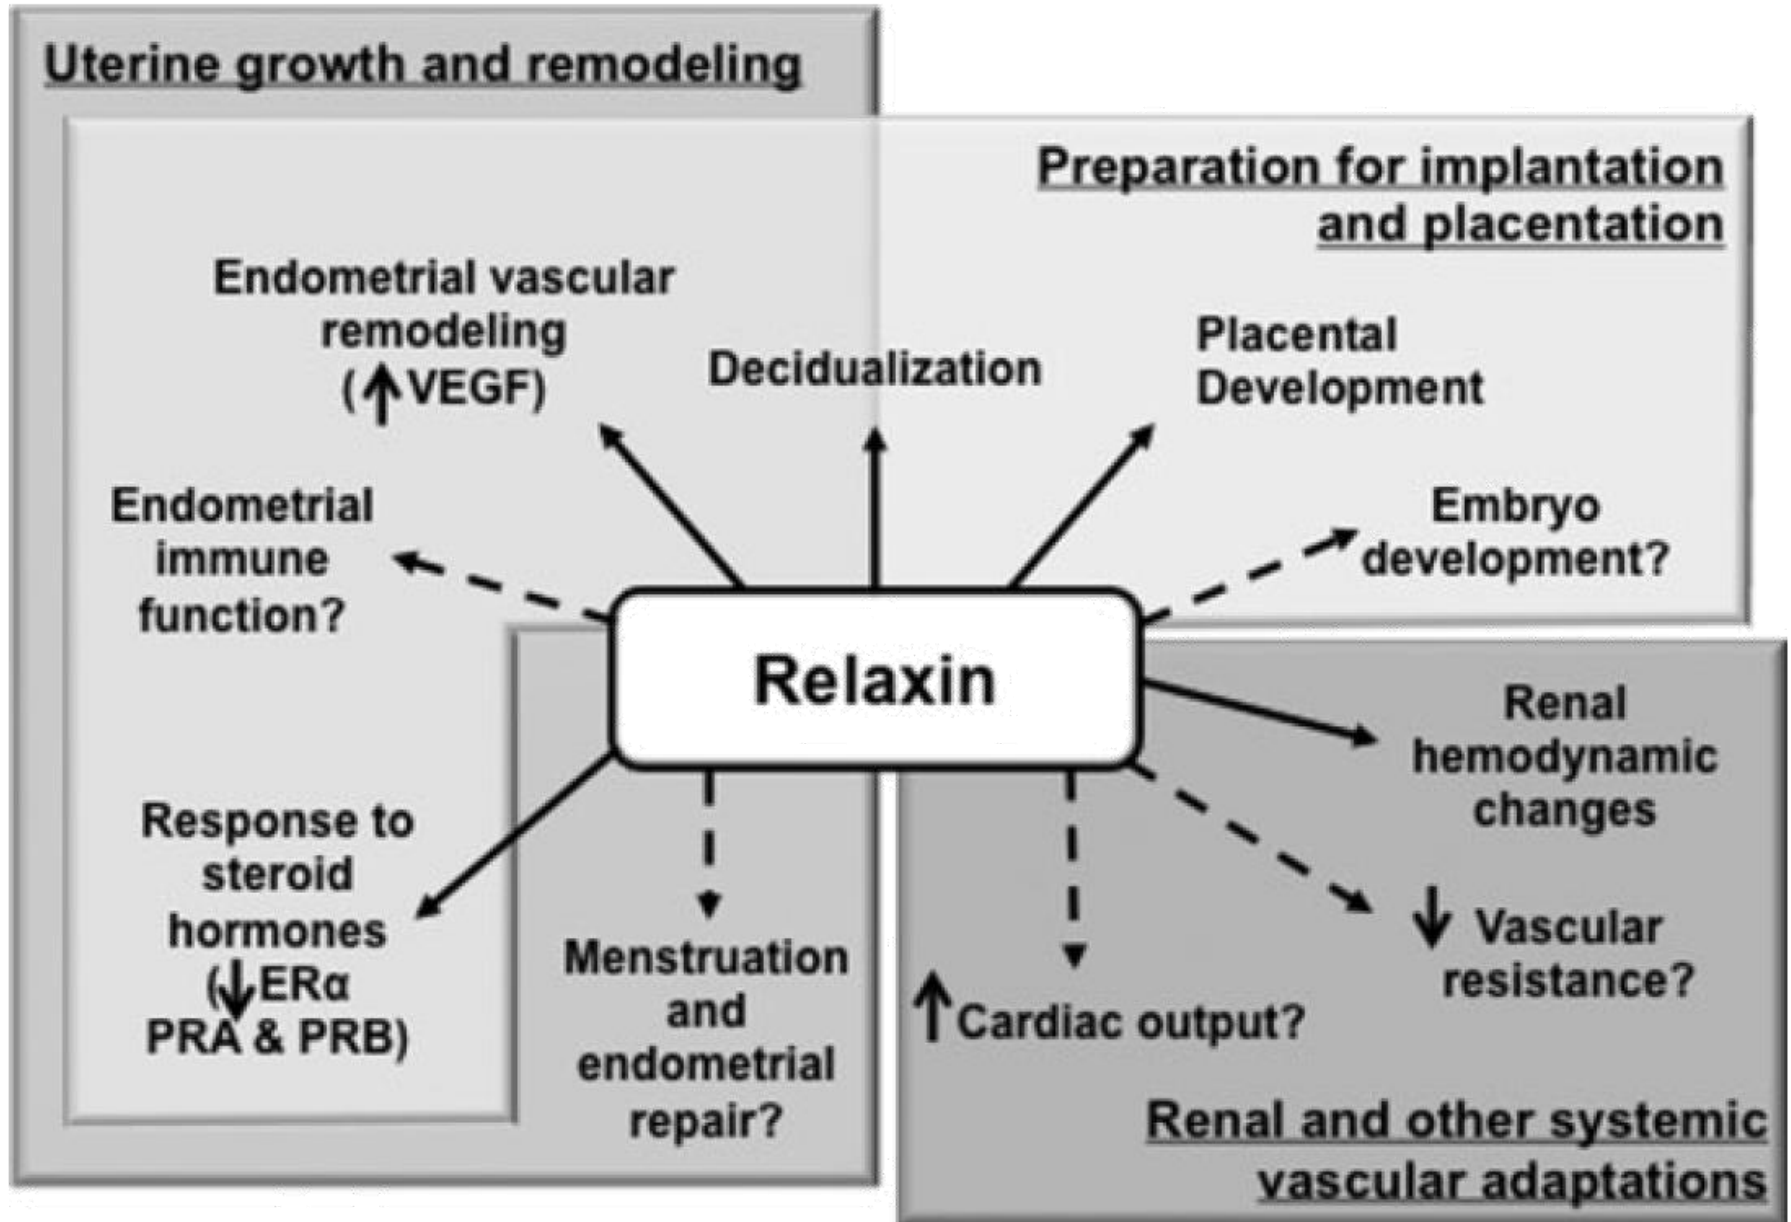 Uterine growth and remodeling
Preparation for implantation
and placentation
Endometrial vascular
remodeling
(↑VEGF)
Decidualization
Placental
Development
Endometrial
immune
function?
Embryo
development?
Relaxin
Renal
hemodynamic
changes
Response to
steroid
hormones
(↓ERα
PRA & PRB)
Menstruation
and
endometrial
repair?
↓ Vascular
resistance?
↑Cardiac output?
Renal and other systemic
vascular adaptations